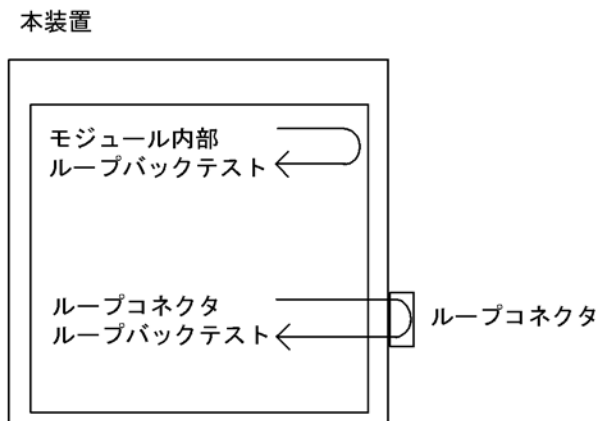 本装置
モジュール内部
ループバックテスト
ループコネクタ
ループバックテスト
ループコネクタ